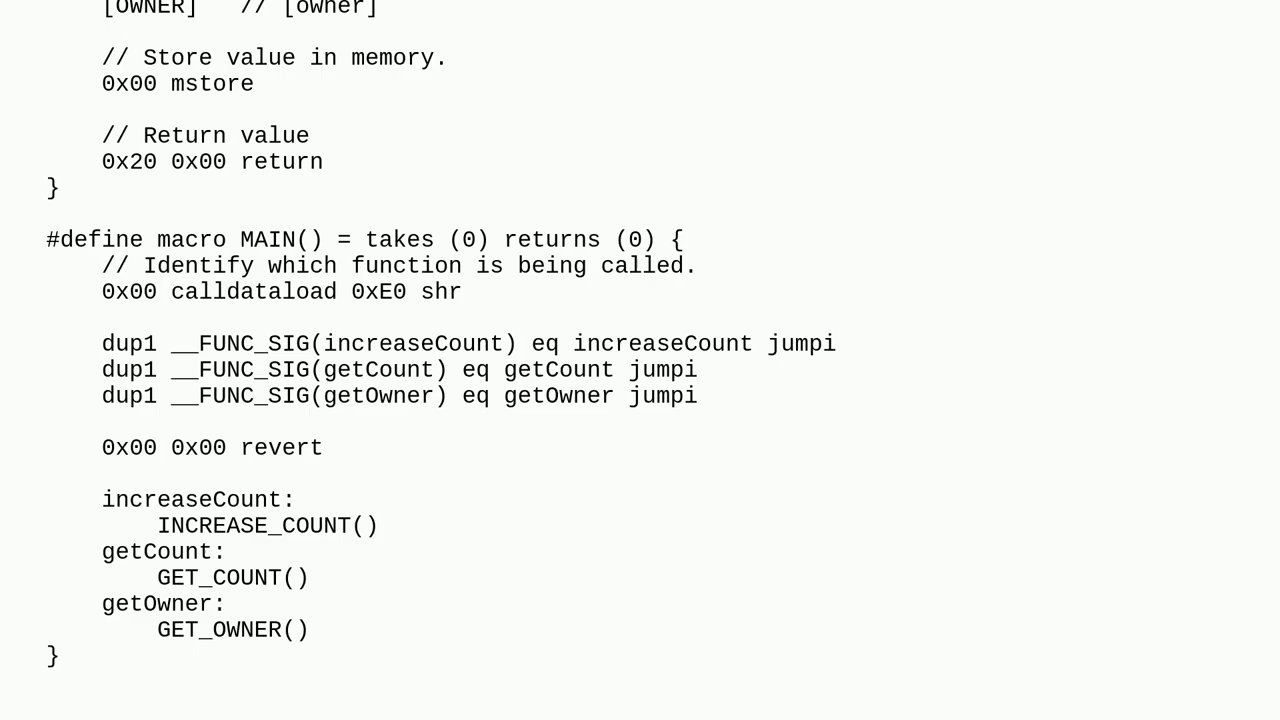 [OWNER]   // [owner]
// Store value in memory.
0x00 mstore
// Return value
0x20 0x00 return
}
#define macro MAIN() = takes (0) returns (0) {
// Identify which function is being called.
0x00 calldataload 0xE0 shr
dup1 __FUNC_SIG(increaseCount) eq increaseCount jumpi
dup1 __FUNC_SIG(getCount) eq getCount jumpi
dup1 __FUNC_SIG(getOwner) eq getOwner jumpi
0x00 0x00 revert
increaseCount:
INCREASE_COUNT()
getCount:
GET_COUNT()
getOwner:
GET_OWNER()
}